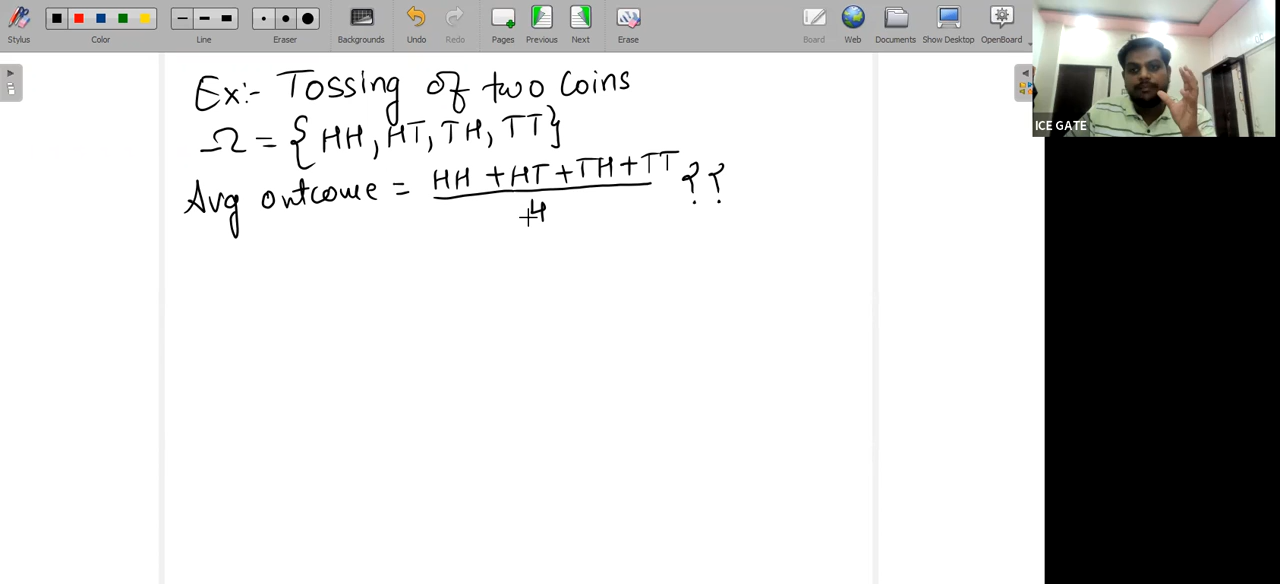 Stylus
Color
Line
Eraser
Backgrounds
Undo
Redo
Pages
Previous
Next
Erase
Board
Web
Documents
Show Desktop
OpenBoard
Ex:- Tossing of two Coins
Ω = {HH, HT, TH, TT}
Avg outcome = HH + HT + TH + TT ??
4
ICE GATE